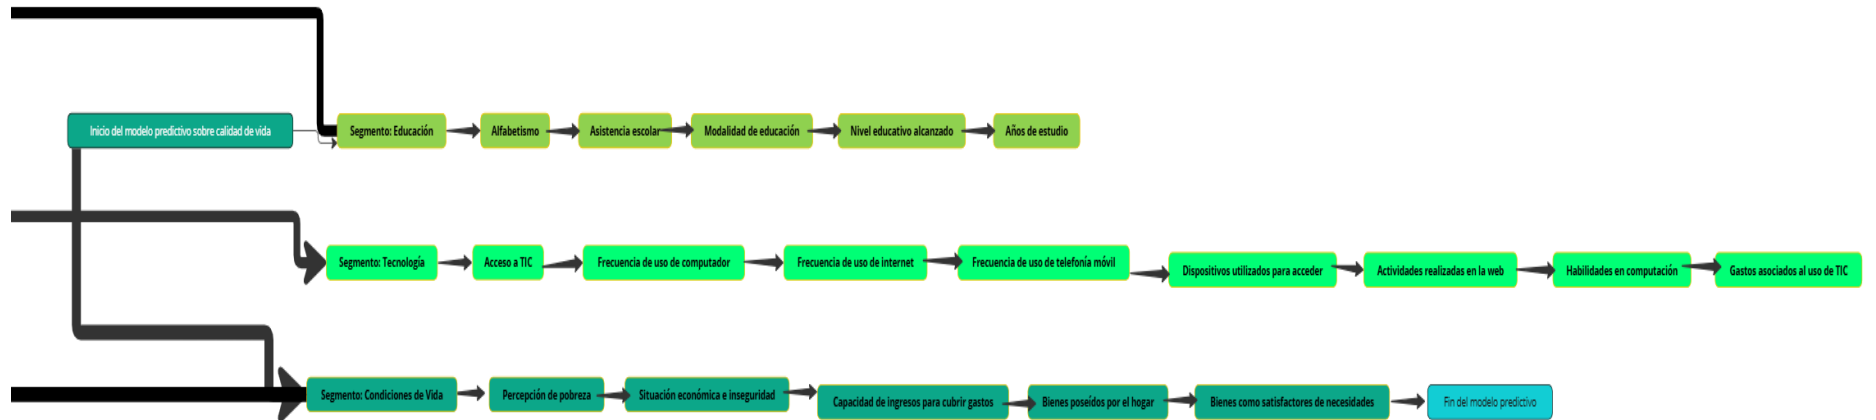 Inicio del modelo predictivo sobre calidad de vida
Segmento: Educación
Alfabetismo
Asistencia escolar
Modalidad de educación
Nivel educativo alcanzado
Años de estudio
Segmento: Tecnología
Acceso a TIC
Frecuencia de uso de computador
Frecuencia de uso de internet
Frecuencia de uso de telefonía móvil
Dispositivos utilizados para acceder
Actividades realizadas en la web
Habilidades en computación
Gastos asociados al uso de TIC
Segmento: Condiciones de Vida
Percepción de pobreza
Situación económica e inseguridad
Capacidad de ingresos para cubrir gastos
Bienes poseídos por el hogar
Bienes como satisfactores de necesidades
Fin del modelo predictivo